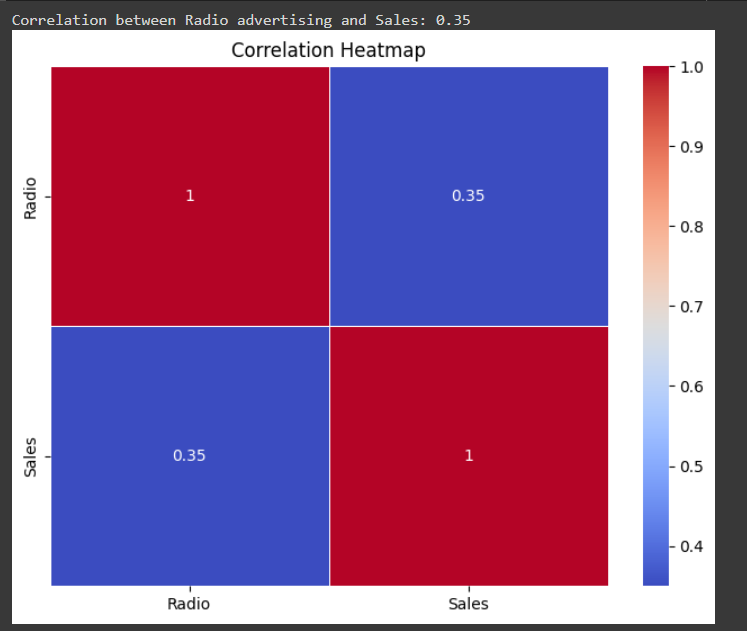 Correlation between Radio advertising and Sales: 0.35
Correlation Heatmap
1.0
0.9
0.8
0.7
0.6
0.5
0.4
Radio
1
0.35
Sales
0.35
1
Radio
Sales